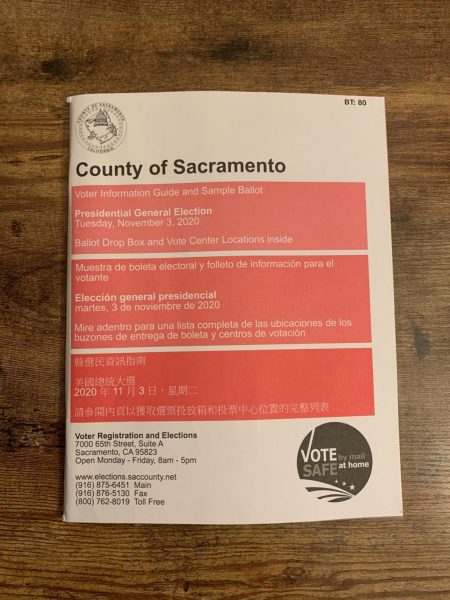 BT: 80
COUNTY OF SACRAMENTO
CALIFORNIA
County of Sacramento
Voter Information Guide and Sample Ballot
Presidential General Election
Tuesday, November 3, 2020
Ballot Drop Box and Vote Center Locations inside
Muestra de boleta electoral y folleto de información para el
votante
Elección general presidencial
martes, 3 de noviembre de 2020
Mire adentro para una lista completa de las ubicaciones de los
buzones de entrega de boleta y centros de votación
縣選民資訊指南
美國總統大選
2020 年 11 月 3 日，星期二
請參閱內頁以獲取選票投放箱和投票中心位置的完整列表
Voter Registration and Elections
7000 65th Street, Suite A
Sacramento, CA 95823
Open Monday - Friday, 8am - 5pm
www.elections.saccounty.net
(916) 875-6451 Main
(916) 876-5130 Fax
(800) 762-8019 Toll Free
VOTE by mail
SAFE at home